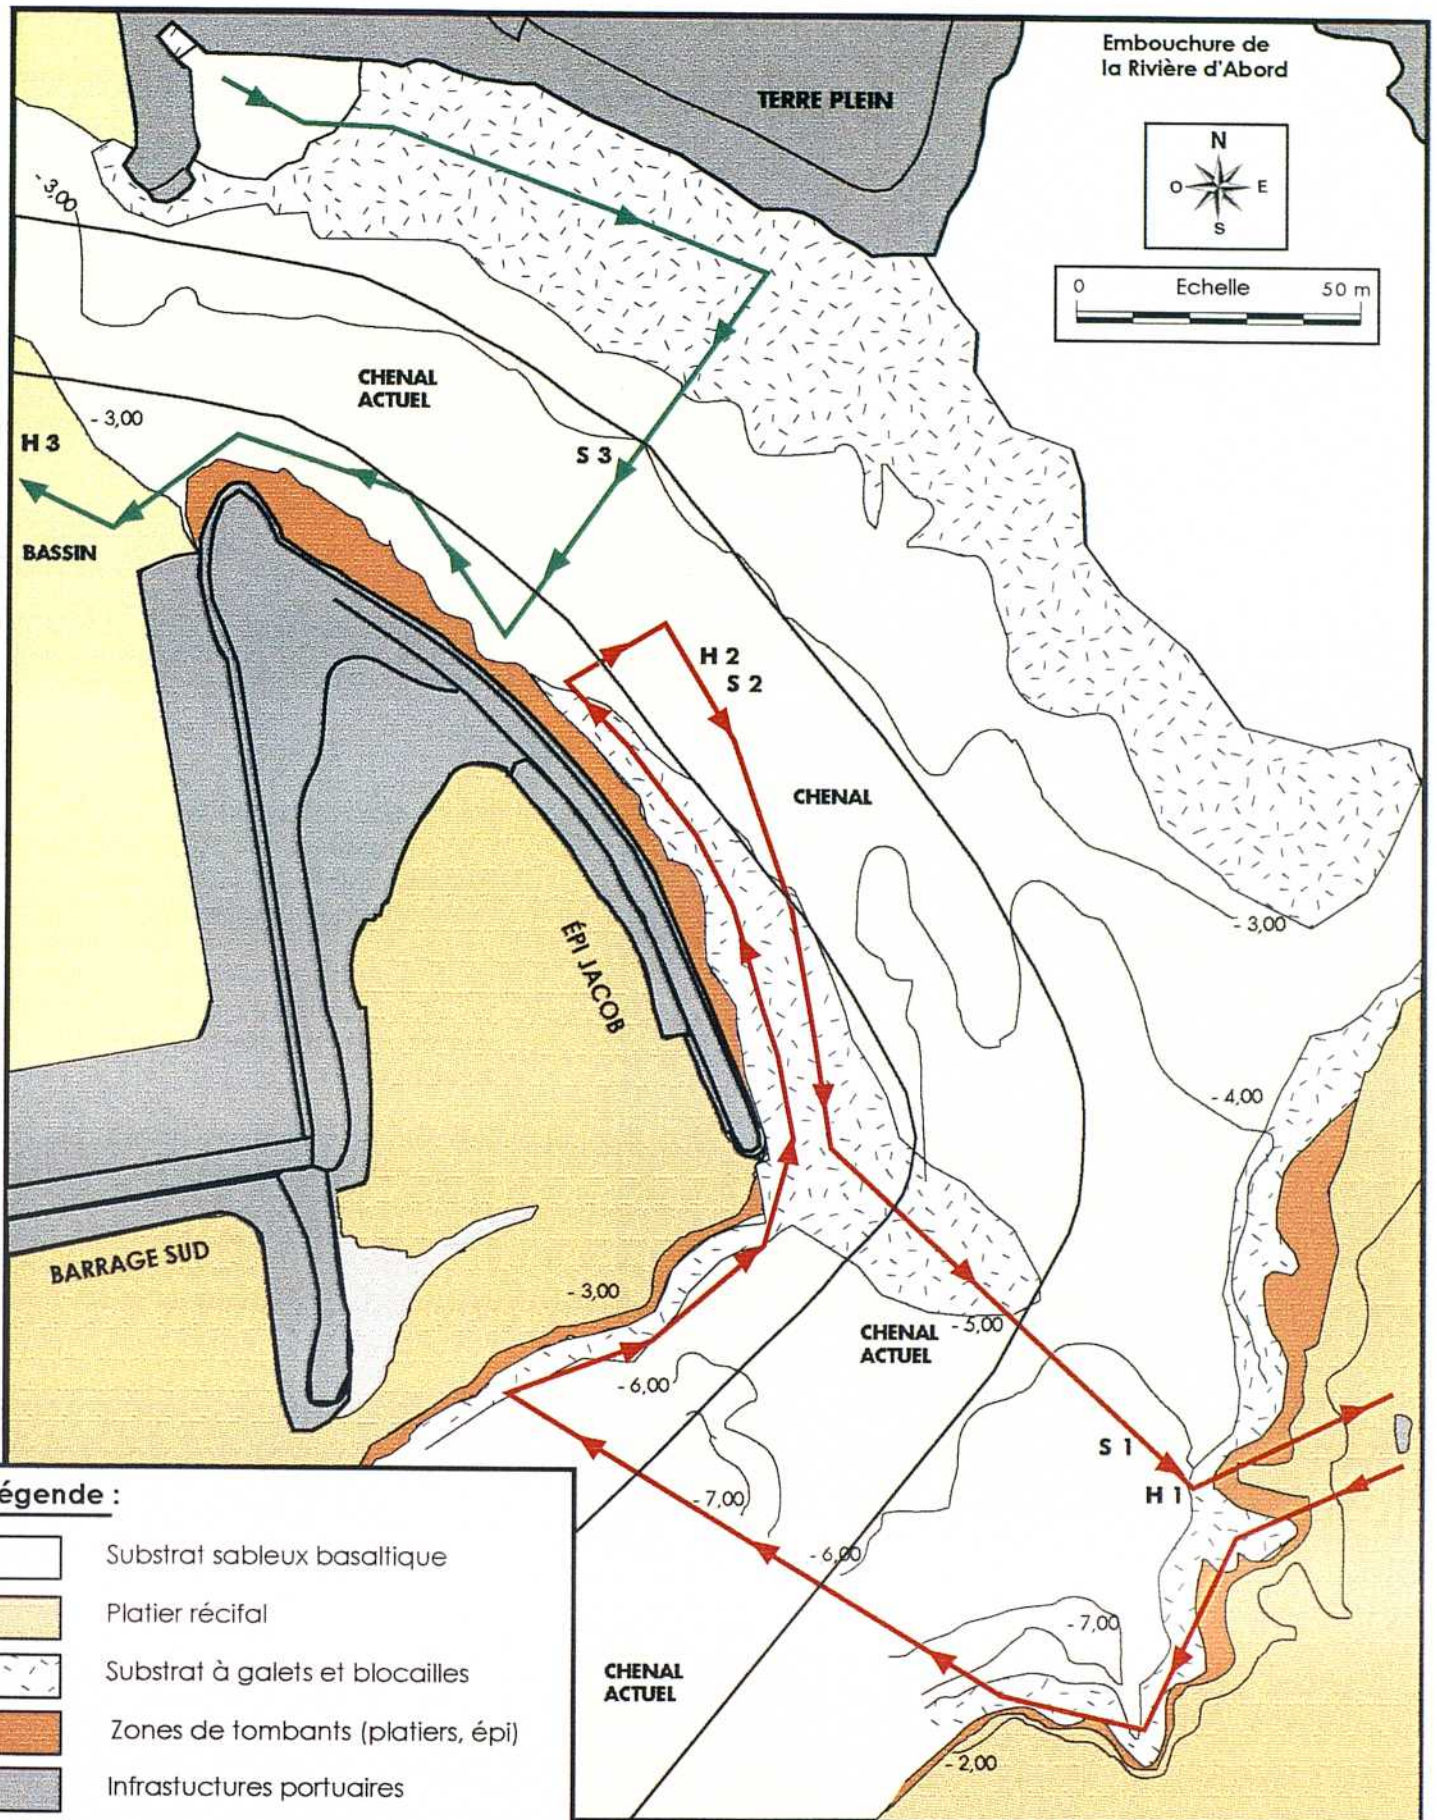 Embouchure de
la Rivière d'Abord
TERRE PLEIN
N
O
E
S
0
Echelle
50 m
- 3,00
CHENAL
ACTUEL
- 3,00
H 3
S 3
BASSIN
H 2
S 2
CHENAL
- 3,00
ÉPI JACOB
- 4,00
BARRAGE SUD
- 3,00
- 5,00
CHENAL
ACTUEL
- 6,00
S 1
H 1
- 7,00
- 6,00
- 7,00
CHENAL
ACTUEL
- 2,00
égende :
Substrat sableux basaltique
Platier récifal
Substrat à galets et blocailles
Zones de tombants (platiers, épi)
Infrastuctures portuaires